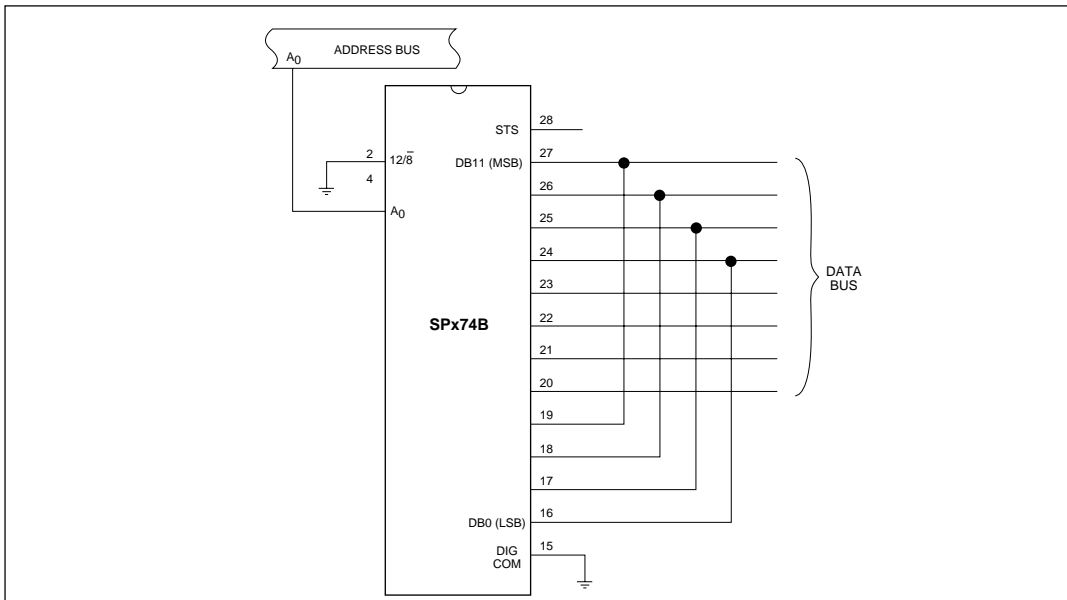 ADDRESS BUS
A0
STS
28
2
12/8̅
DB11 (MSB)
27
4
26
A0
25
24
23
DATA
BUS
SPx74B
22
21
20
19
18
17
DB0 (LSB)
16
DIG
COM
15